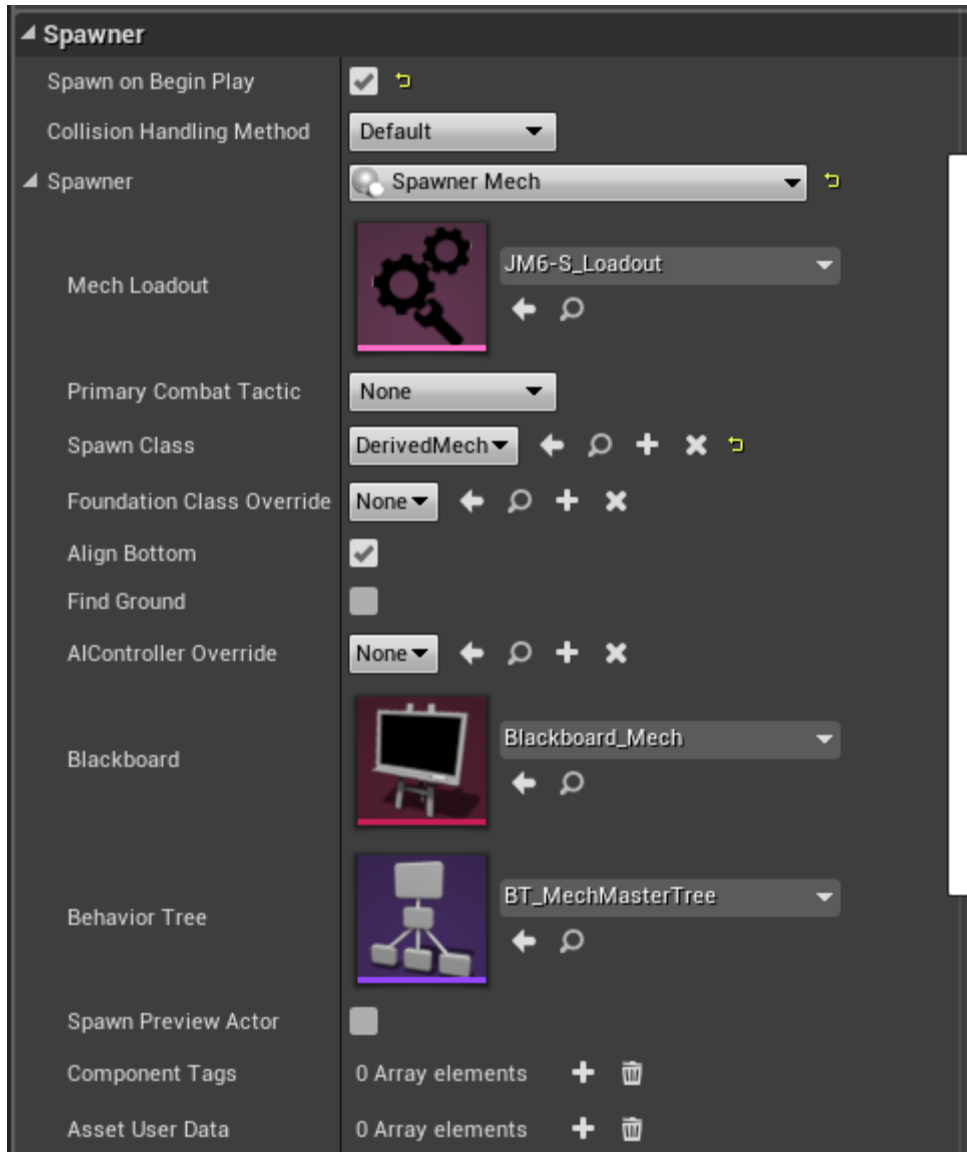 Spawner
Spawn on Begin Play
Collision Handling Method Default
Spawner Spawner Mech
Mech Loadout JM6-S_Loadout
Primary Combat Tactic None
Spawn Class DerivedMech
Foundation Class Override None
Align Bottom
Find Ground
AIController Override None
Blackboard Blackboard_Mech
Behavior Tree BT_MechMasterTree
Spawn Preview Actor
Component Tags 0 Array elements
Asset User Data 0 Array elements